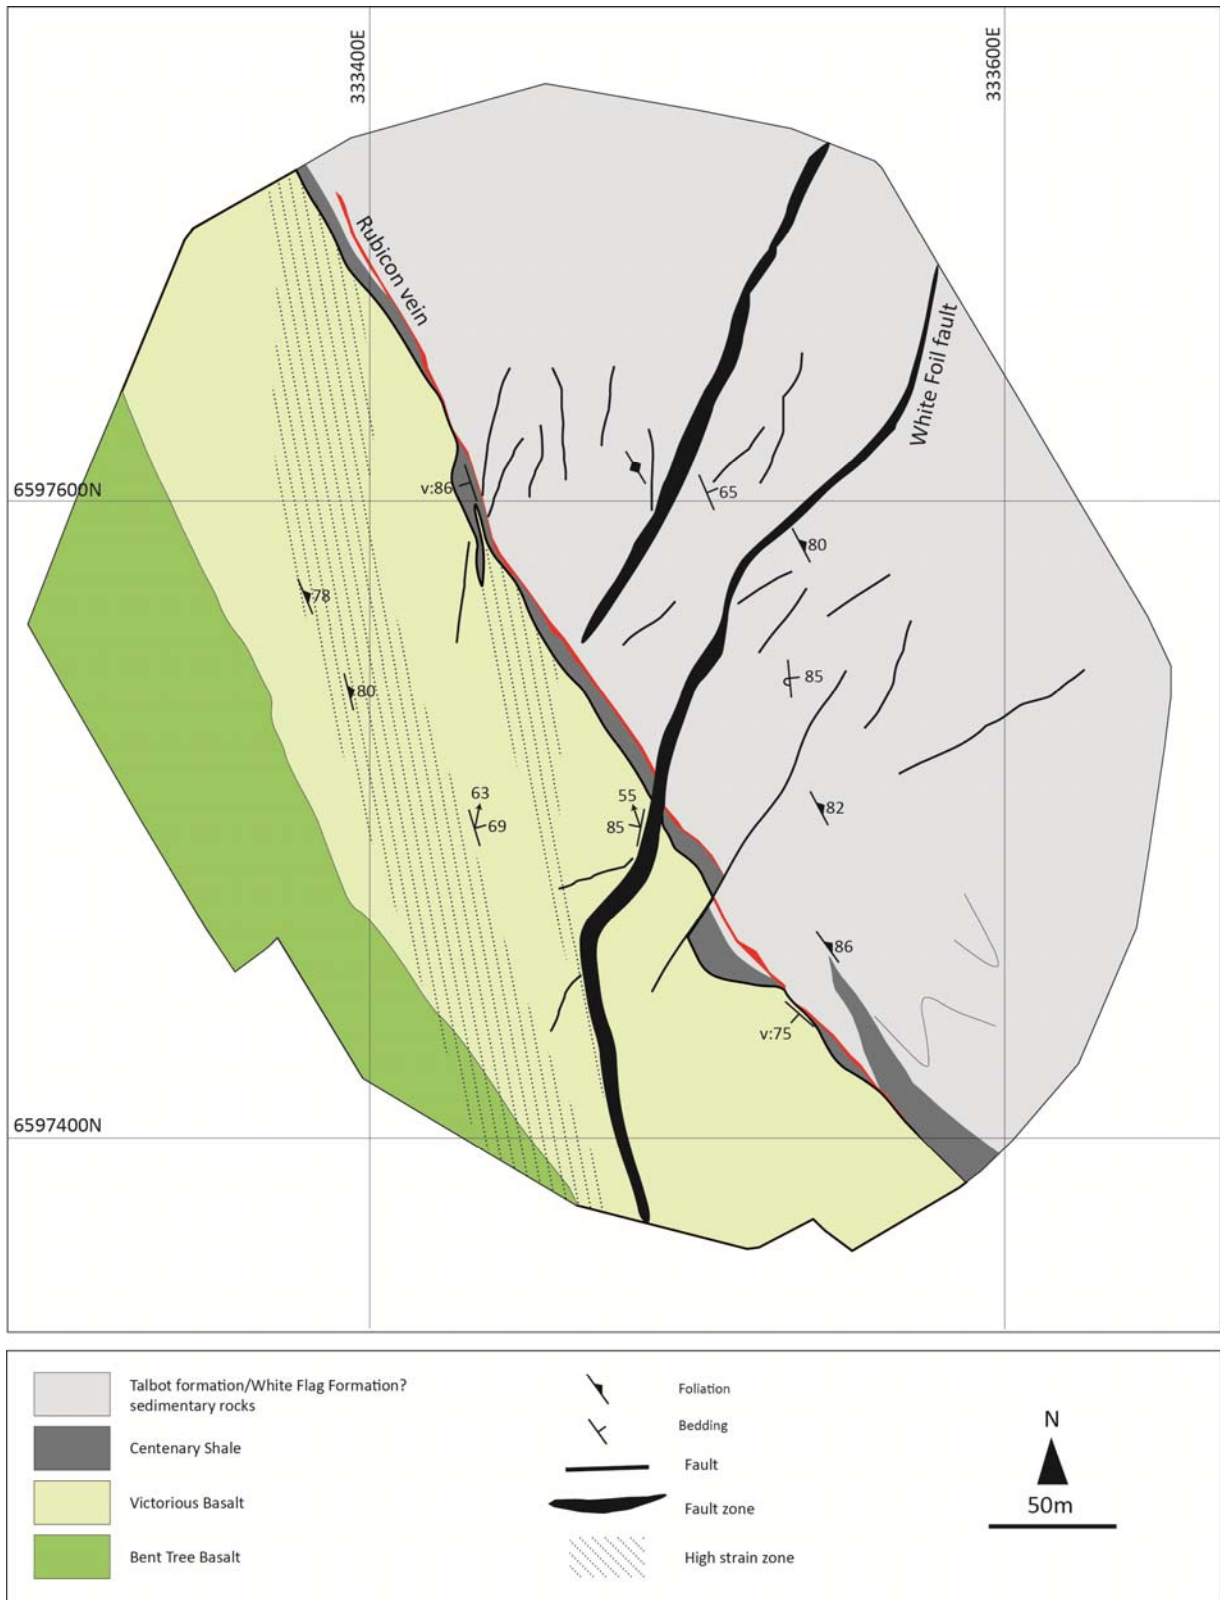 333400E
333600E
Rubicon vein
White Foil fault
v:86
6597600N
65
80
78
85
80
63
69
55
85
82
86
v:75
6597400N
Talbot formation/White Flag Formation?
sedimentary rocks
Centenary Shale
Victorious Basalt
Bent Tree Basalt
Foliation
Bedding
Fault
Fault zone
High strain zone
N
50m